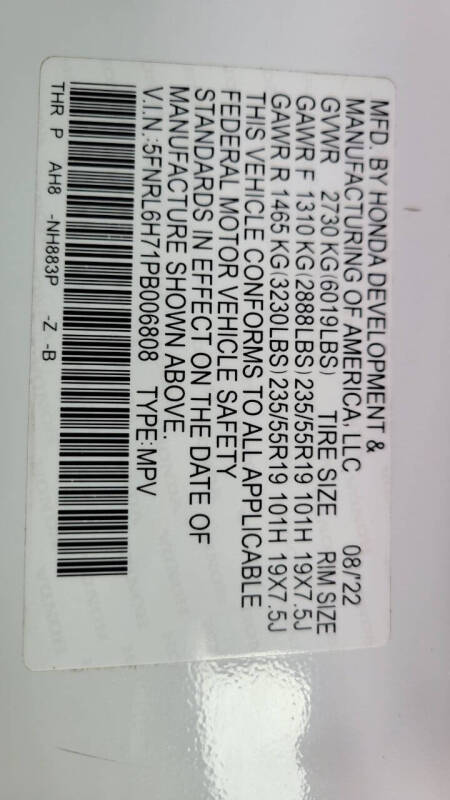 MFD. BY HONDA DEVELOPMENT &
MANUFACTURING OF AMERICA, LLC 08/'22
GVWR 2730 KG(6019LBS) TIRE SIZE RIM SIZE
GAWR F 1310 KG(2888LBS) 235/55R19 101H 19X7.5J
GAWR R 1465 KG(3230LBS) 235/55R19 101H 19X7.5J
THIS VEHICLE CONFORMS TO ALL APPLICABLE
FEDERAL MOTOR VEHICLE SAFETY
STANDARDS IN EFFECT ON THE DATE OF
MANUFACTURE SHOWN ABOVE.
V.I.N.:5FNRL6H71PB006808 TYPE:MPV
THR P AH8 -NH883P -Z -B